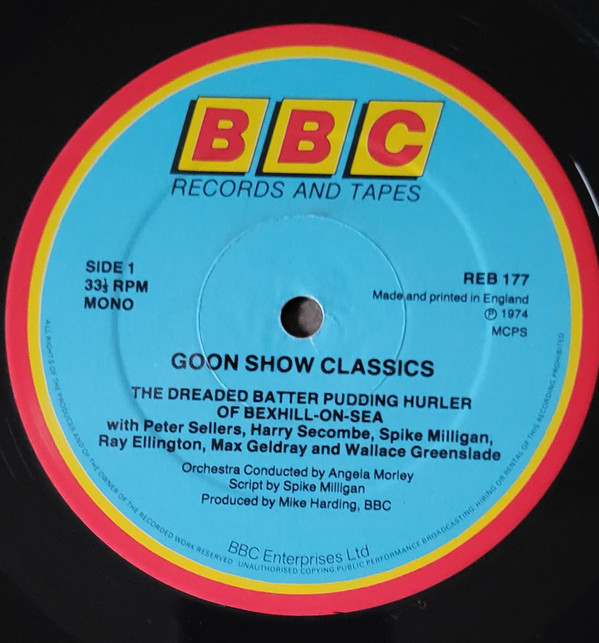 BBC
RECORDS AND TAPES
SIDE 1
33⅓ RPM
MONO
REB 177
Made and printed in England
℗ 1974
MCPS
GOON SHOW CLASSICS
THE DREADED BATTER PUDDING HURLER
OF BEXHILL-ON-SEA
with Peter Sellers, Harry Secombe, Spike Milligan,
Ray Ellington, Max Geldray and Wallace Greenslade
Orchestra Conducted by Angela Morley
Script by Spike Milligan
Produced by Mike Harding, BBC
BBC Enterprises Ltd
ALL RIGHTS OF THE PRODUCER AND OF THE OWNER OF THE RECORDED WORK RESERVED · UNAUTHORISED COPYING PUBLIC PERFORMANCE BROADCASTING HIRING OR RENTAL OF THIS RECORDING PROHIBITED